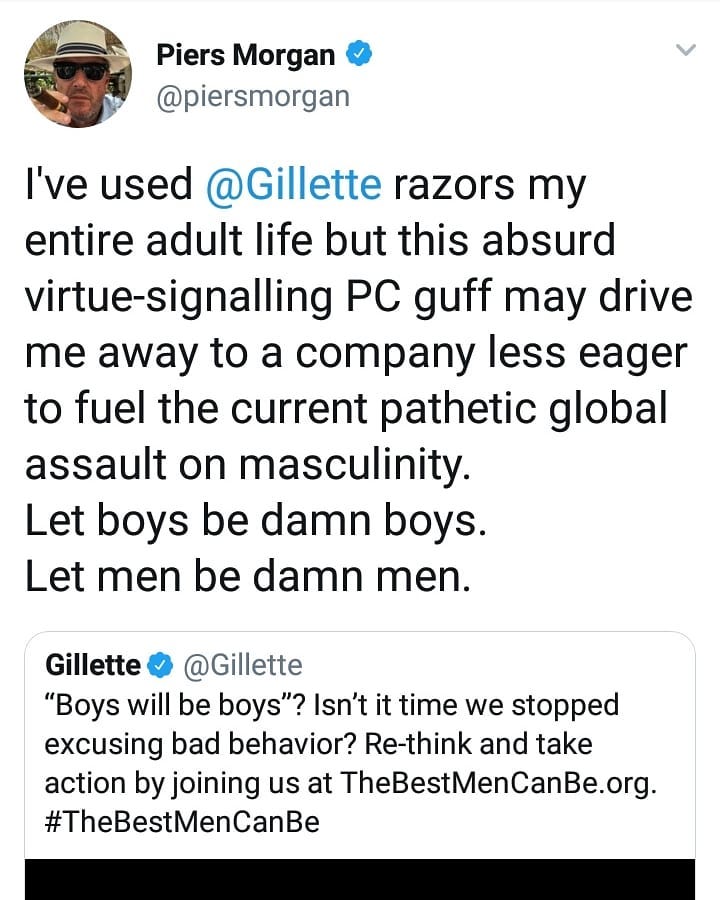 Piers Morgan
@piersmorgan
I've used @Gillette razors my
entire adult life but this absurd
virtue-signalling PC guff may drive
me away to a company less eager
to fuel the current pathetic global
assault on masculinity.
Let boys be damn boys.
Let men be damn men.
Gillette @Gillette
“Boys will be boys”? Isn’t it time we stopped
excusing bad behavior? Re-think and take
action by joining us at TheBestMenCanBe.org.
#TheBestMenCanBe